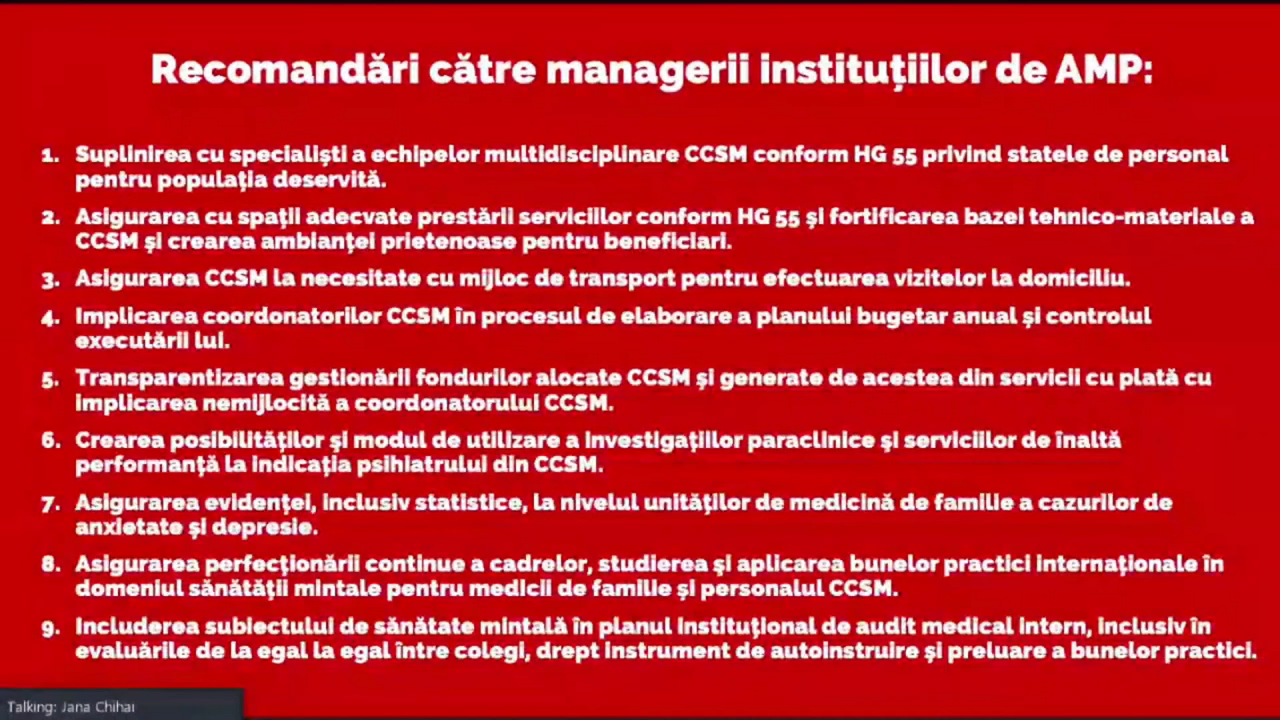 Recomandări către managerii instituțiilor de AMP:
1. Suplinirea cu specialiști a echipelor multidisciplinare CCSM conform HG 55 privind statele de personal
pentru populația deservită.
2. Asigurarea cu spații adecvate prestării serviciilor conform HG 55 și fortificarea bazei tehnico-materiale a
CCSM și crearea ambianței prietenoase pentru beneficiari.
3. Asigurarea CCSM la necesitate cu mijloc de transport pentru efectuarea vizitelor la domiciliu.
4. Implicarea coordonatorilor CCSM în procesul de elaborare a planului bugetar anual și controlul
executării lui.
5. Transparentizarea gestionării fondurilor alocate CCSM și generate de acestea din servicii cu plată cu
implicarea nemijlocită a coordonatorului CCSM.
6. Crearea posibilităților și modul de utilizare a investigațiilor paraclinice și serviciilor de înaltă
performanță la indicația psihiatrului din CCSM.
7. Asigurarea evidenței, inclusiv statistice, la nivelul unităților de medicină de familie a cazurilor de
anxietate și depresie.
8. Asigurarea perfecționării continue a cadrelor, studierea și aplicarea bunelor practici internaționale în
domeniul sănătății mintale pentru medicii de familie și personalul CCSM.
9. Includerea subiectului de sănătate mintală în planul instituțional de audit medical intern, inclusiv în
evaluările de la egal la egal între colegi, drept instrument de autoinstruire și preluare a bunelor practici.
Talking: Jana Chihai